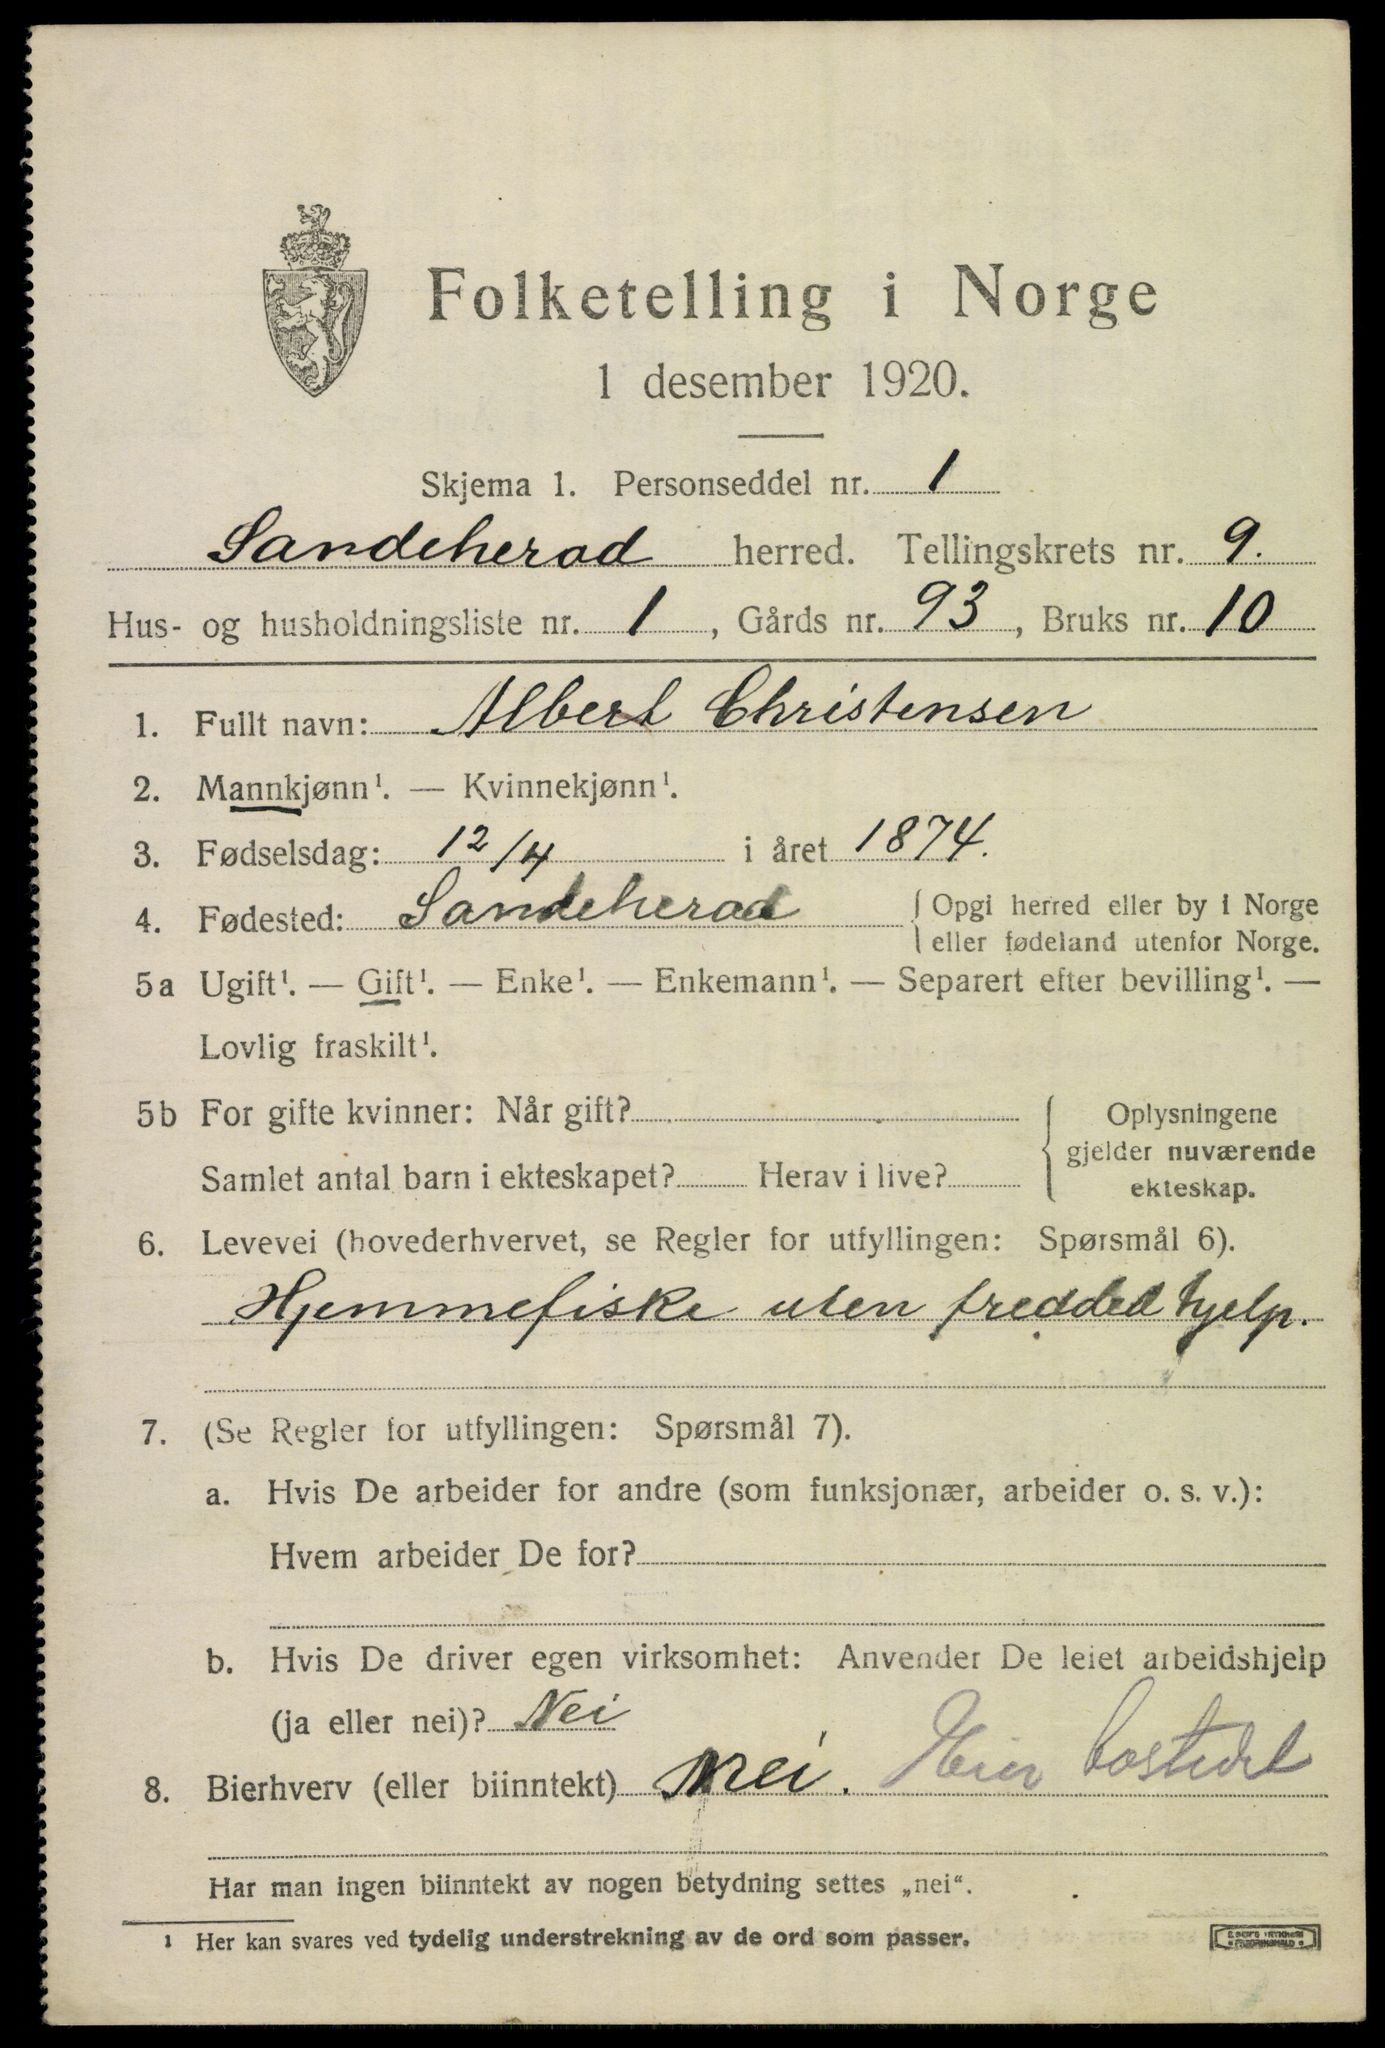 Folketelling i Norge
1 desember 1920.
Skjema 1. Personseddel nr. 1
Sandeherad herred. Tellingskrets nr. 9.
Hus- og husholdningsliste nr. 1, Gårds nr. 93, Bruks nr. 10
1. Fullt navn: Albert Christensen
2. Mannkjønn¹. — Kvinnekjønn¹.
3. Fødselsdag: 12/4 i året 1874.
4. Fødested: Sandeherad { Opgi herred eller by i Norge
eller fødeland utenfor Norge.
5a Ugift¹. — Gift¹. — Enke¹. — Enkemann¹. — Separert efter bevilling¹. —
Lovlig fraskilt¹.
5b For gifte kvinner: Når gift? { Oplysningene
gjelder nuværende
Samlet antal barn i ekteskapet? Herav i live? ekteskap.
6. Levevei (hovederhvervet, se Regler for utfyllingen: Spørsmål 6).
Hjemmefiske uten fredded hjelp.
7. (Se Regler for utfyllingen: Spørsmål 7).
a. Hvis De arbeider for andre (som funksjonær, arbeider o. s. v.):
Hvem arbeider De for?
b. Hvis De driver egen virksomhet: Anvender De leiet arbeidshjelp
(ja eller nei)? Nei
8. Bierhverv (eller biinntekt) nei. Eier bostedet
Har man ingen biinntekt av nogen betydning settes „nei“.
¹ Her kan svares ved tydelig understrekning av de ord som passer.